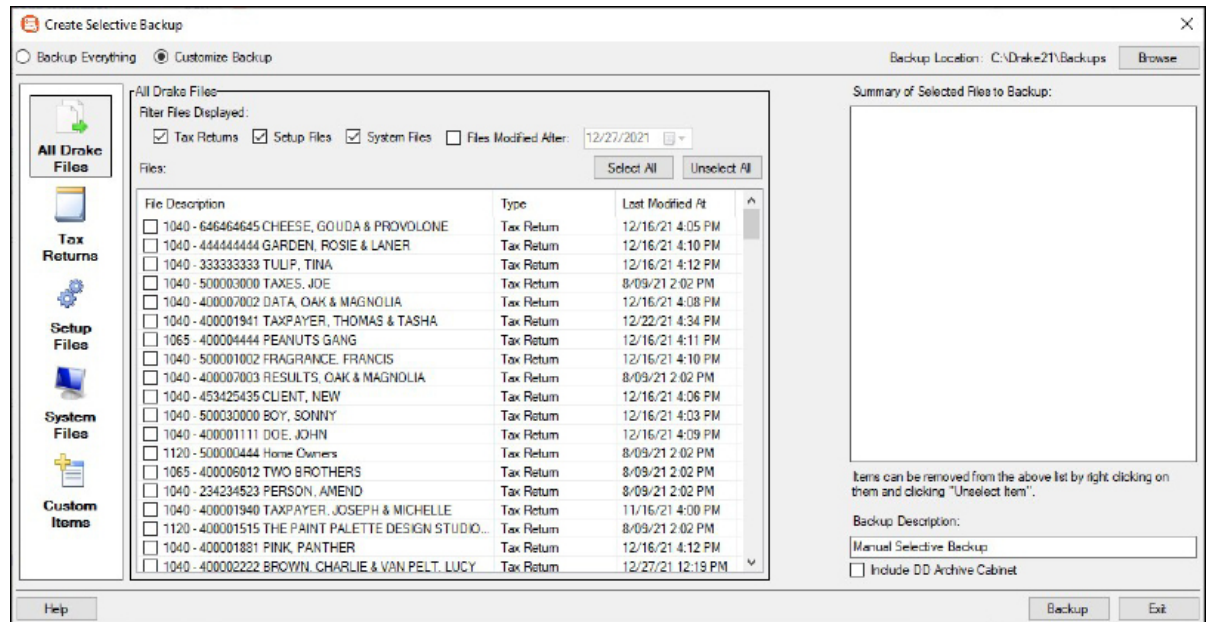 Create Selective Backup
Backup Everything Customize Backup Backup Location: C:\Drake21\Backups Browse
All Drake Files
Tax Returns
Setup Files
System Files
Custom Items
All Drake Files
Filter Files Displayed:
Tax Returns Setup Files System Files Files Modified After: 12/27/2021
Files: Select All Unselect All
File Description Type Last Modified At
1040 - 646464645 CHEESE, GOUDA & PROVOLONE Tax Return 12/16/21 4:05 PM
1040 - 444444444 GARDEN, ROSIE & LANER Tax Return 12/16/21 4:10 PM
1040 - 333333333 TULIP, TINA Tax Return 12/16/21 4:12 PM
1040 - 500003000 TAXES, JOE Tax Return 8/09/21 2:02 PM
1040 - 400007002 DATA, OAK & MAGNOLIA Tax Return 12/16/21 4:08 PM
1040 - 400001941 TAXPAYER, THOMAS & TASHA Tax Return 12/22/21 4:34 PM
1065 - 400004444 PEANUTS GANG Tax Return 12/16/21 4:11 PM
1040 - 500001002 FRAGRANCE, FRANCIS Tax Return 12/16/21 4:10 PM
1040 - 400007003 RESULTS, OAK & MAGNOLIA Tax Return 8/09/21 2:02 PM
1040 - 453425435 CLIENT, NEW Tax Return 12/16/21 4:06 PM
1040 - 500030000 BOY, SONNY Tax Return 12/16/21 4:03 PM
1040 - 400001111 DOE, JOHN Tax Return 12/16/21 4:09 PM
1120 - 500000444 Home Owners Tax Return 8/09/21 2:02 PM
1065 - 400006012 TWO BROTHERS Tax Return 8/09/21 2:02 PM
1040 - 234234523 PERSON, AMEND Tax Return 8/09/21 2:02 PM
1040 - 400001940 TAXPAYER, JOSEPH & MICHELLE Tax Return 11/16/21 4:00 PM
1120 - 400001515 THE PAINT PALETTE DESIGN STUDIO... Tax Return 8/09/21 2:02 PM
1040 - 400001881 PINK, PANTHER Tax Return 12/16/21 4:12 PM
1040 - 400002222 BROWN, CHARLIE & VAN PELT, LUCY Tax Return 12/27/21 12:19 PM
Summary of Selected Files to Backup:
Items can be removed from the above list by right clicking on
them and clicking "Unselect Item".
Backup Description:
Manual Selective Backup
Include DD Archive Cabinet
Help Backup Exit